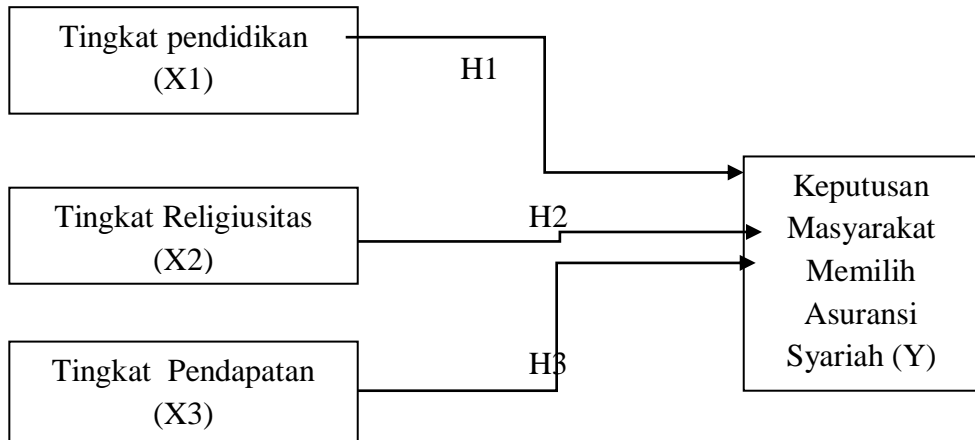 Tingkat pendidikan
(X1)
H1
Tingkat Religiusitas
(X2)
H2
Tingkat  Pendapatan
(X3)
H3
Keputusan
Masyarakat
Memilih
Asuransi
Syariah (Y)